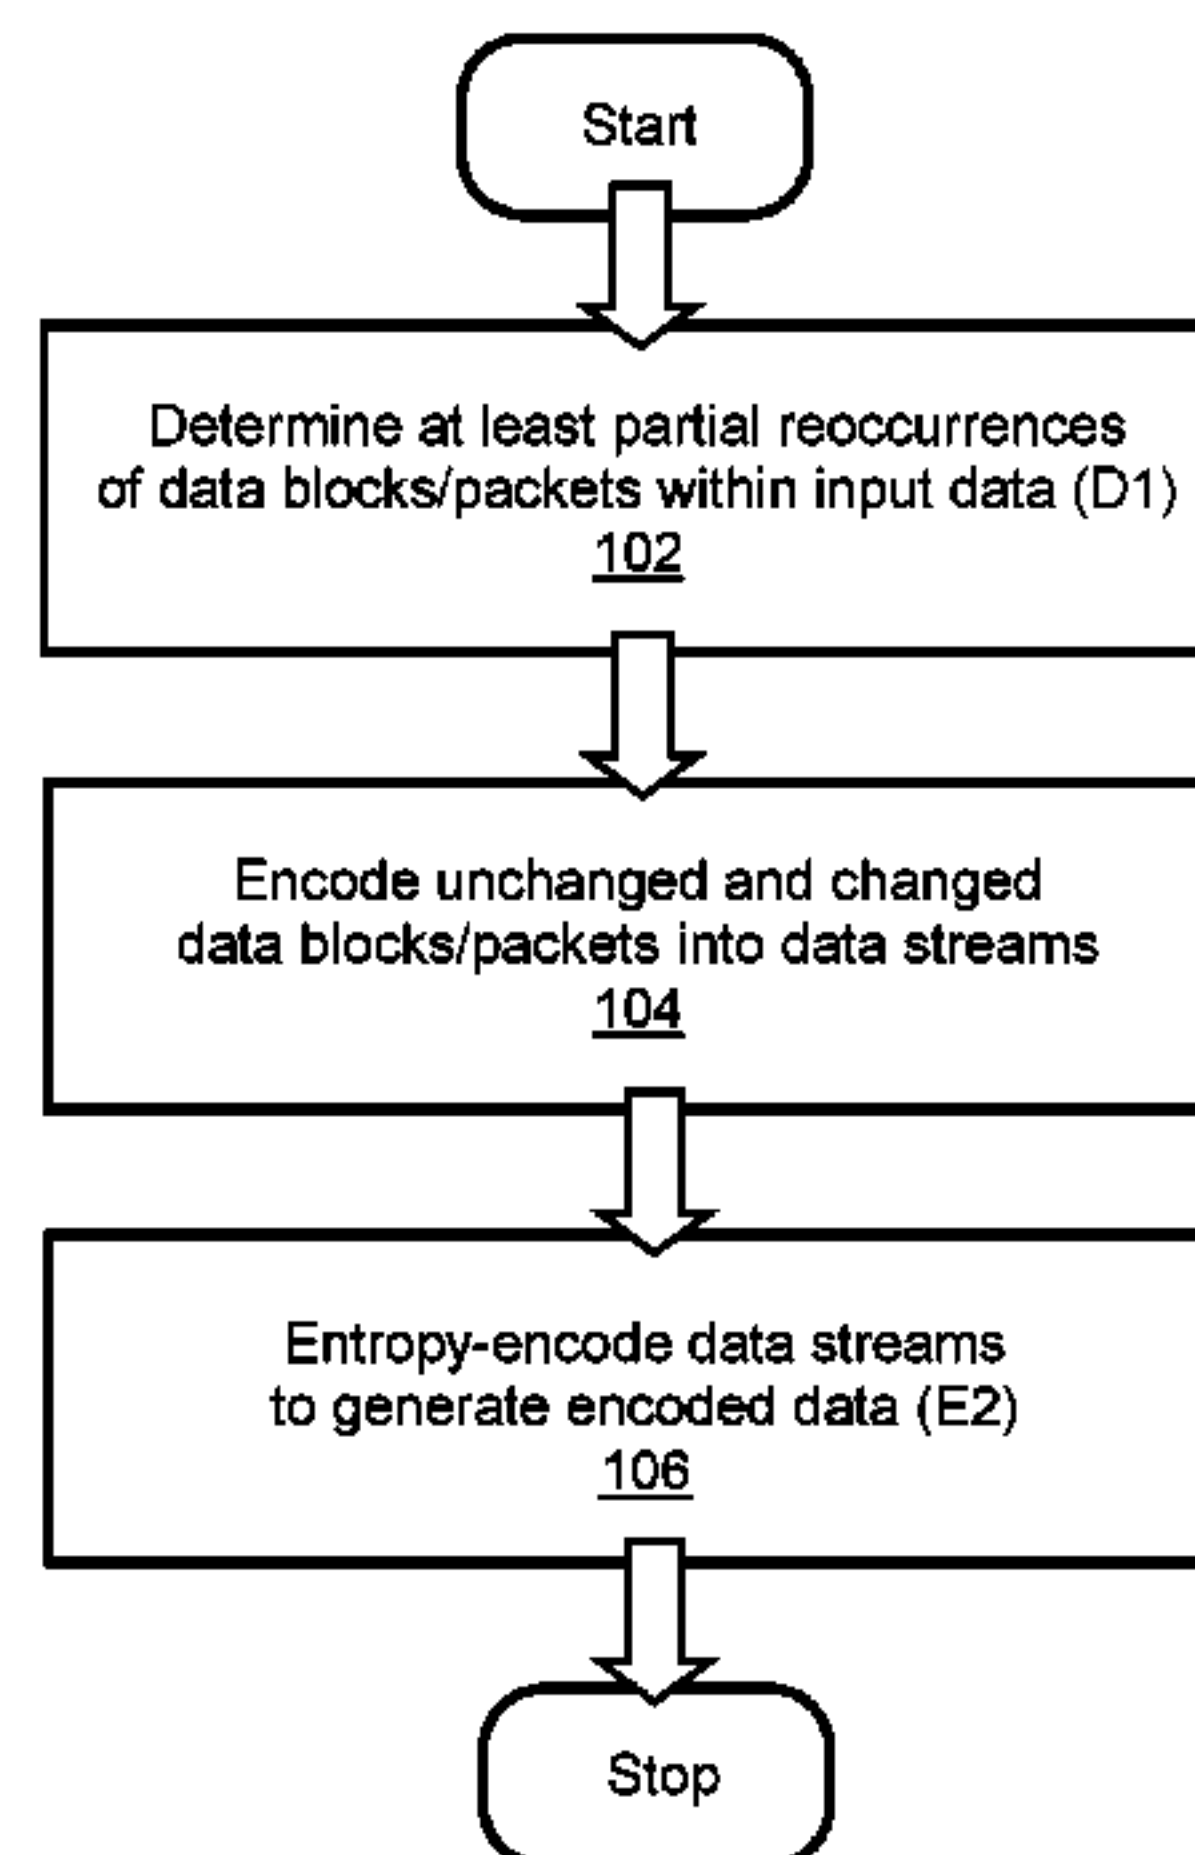 Start
Determine at least partial reoccurrences
of data blocks/packets within input data (D1)
102
Encode unchanged and changed
data blocks/packets into data streams
104
Entropy-encode data streams
to generate encoded data (E2)
106
Stop